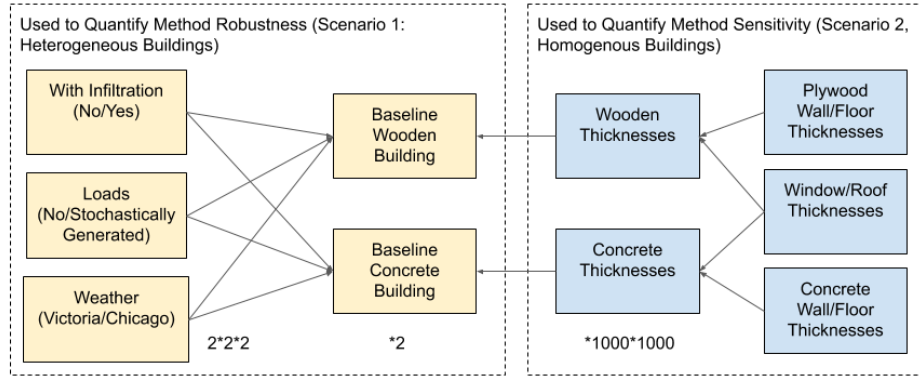 Used to Quantify Method Robustness (Scenario 1:
Heterogeneous Buildings)
With Infiltration
(No/Yes)
Loads
(No/Stochastically
Generated)
Weather
(Victoria/Chicago)
2*2*2
Baseline
Wooden
Building
Baseline
Concrete
Building
*2
Used to Quantify Method Sensitivity (Scenario 2,
Homogenous Buildings)
Wooden
Thicknesses
Concrete
Thicknesses
*1000*1000
Plywood
Wall/Floor
Thicknesses
Window/Roof
Thicknesses
Concrete
Wall/Floor
Thicknesses